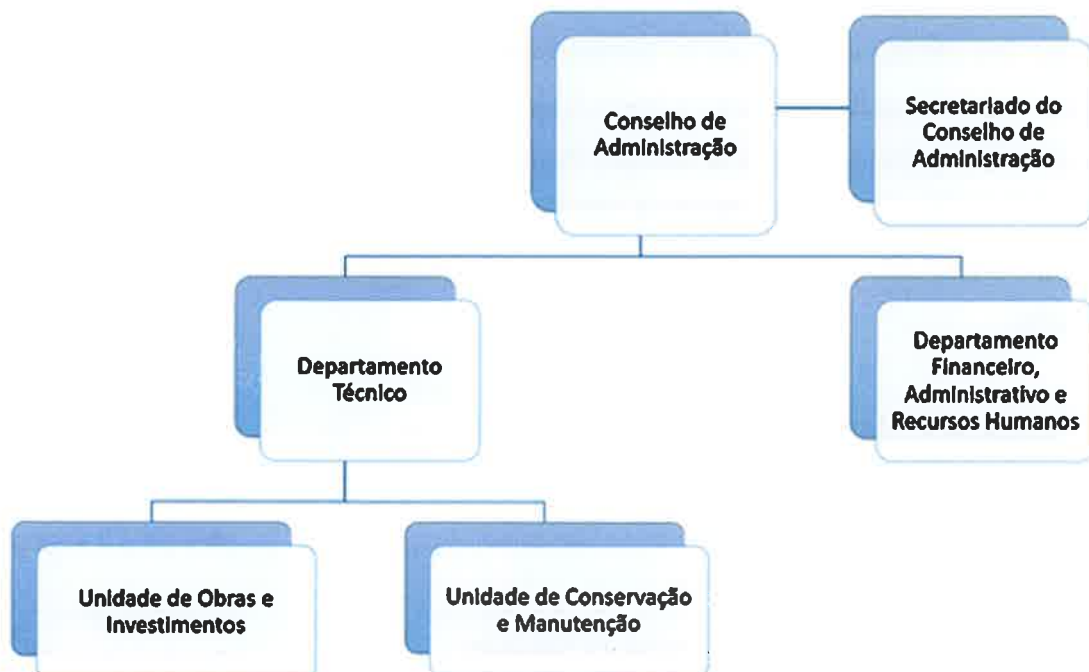 Conselho de
Administração
Secretariado do
Conselho de
Administração
Departamento
Técnico
Departamento
Financeiro,
Administrativo e
Recursos Humanos
Unidade de Obras e
Investimentos
Unidade de Conservação
e Manutenção